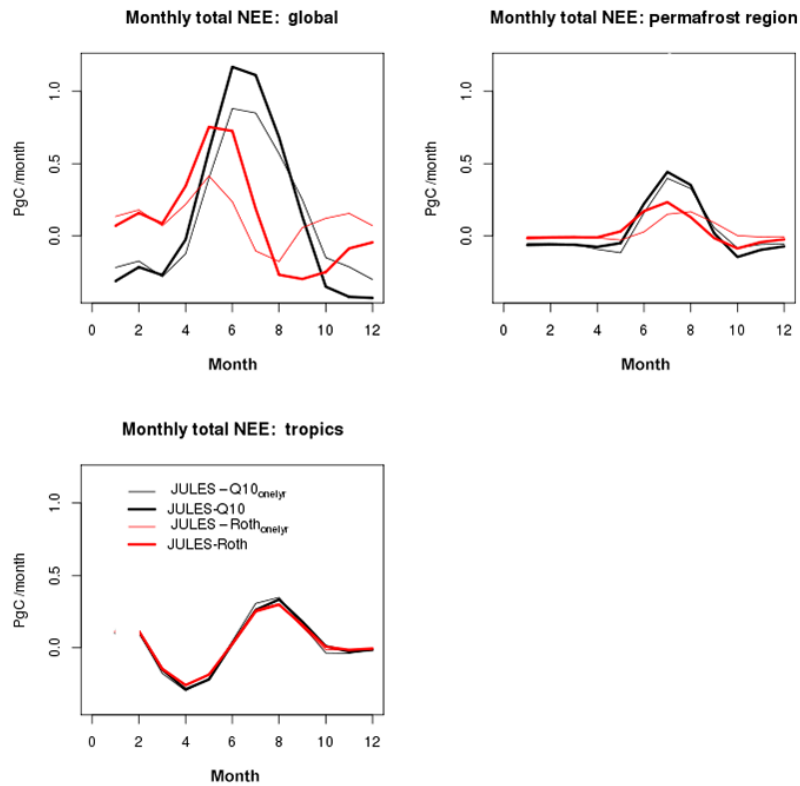 Monthly total NEE: global
1.0
0.5
0.0
PgC /month
0 2 4 6 8 10 12
Month
Monthly total NEE: permafrost region
1.0
0.5
0.0
PgC /month
0 2 4 6 8 10 12
Month
Monthly total NEE: tropics
1.0
0.5
0.0
PgC /month
JULES – Q10onelyr
JULES-Q10
JULES – Rothonelyr
JULES-Roth
0 2 4 6 8 10 12
Month